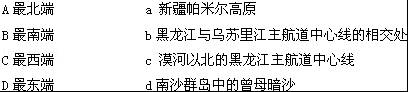 A 最北端 a 新疆帕米尔高原
B 最南端 b 黑龙江与乌苏里江主航道中心线的相交处
C 最西端 c 漠河以北的黑龙江主航道中心线
D 最东端 d 南沙群岛中的曾母暗沙